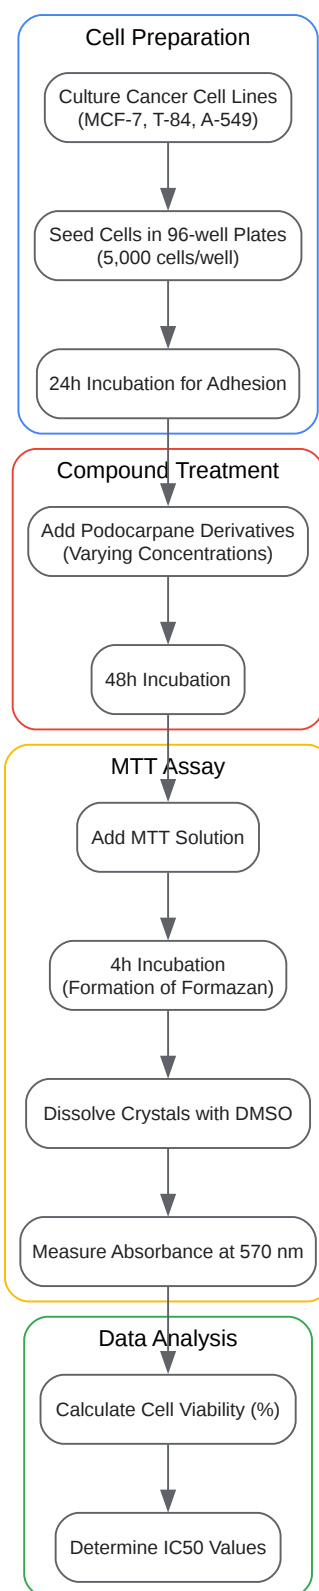 Cell Preparation
Culture Cancer Cell Lines
(MCF-7, T-84, A-549)
Seed Cells in 96-well Plates
(5,000 cells/well)
24h Incubation for Adhesion
Compound Treatment
Add Podocarpane Derivatives
(Varying Concentrations)
48h Incubation
MTT Assay
Add MTT Solution
4h Incubation
(Formation of Formazan)
Dissolve Crystals with DMSO
Measure Absorbance at 570 nm
Data Analysis
Calculate Cell Viability (%)
Determine IC50 Values